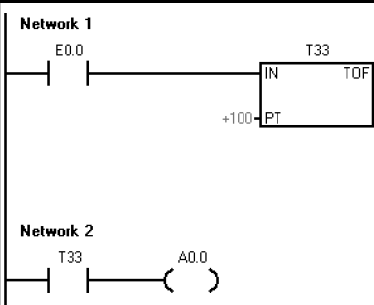 Network 1
E0.0
T33
IN TOF
+100 PT
Network 2
T33 A0.0